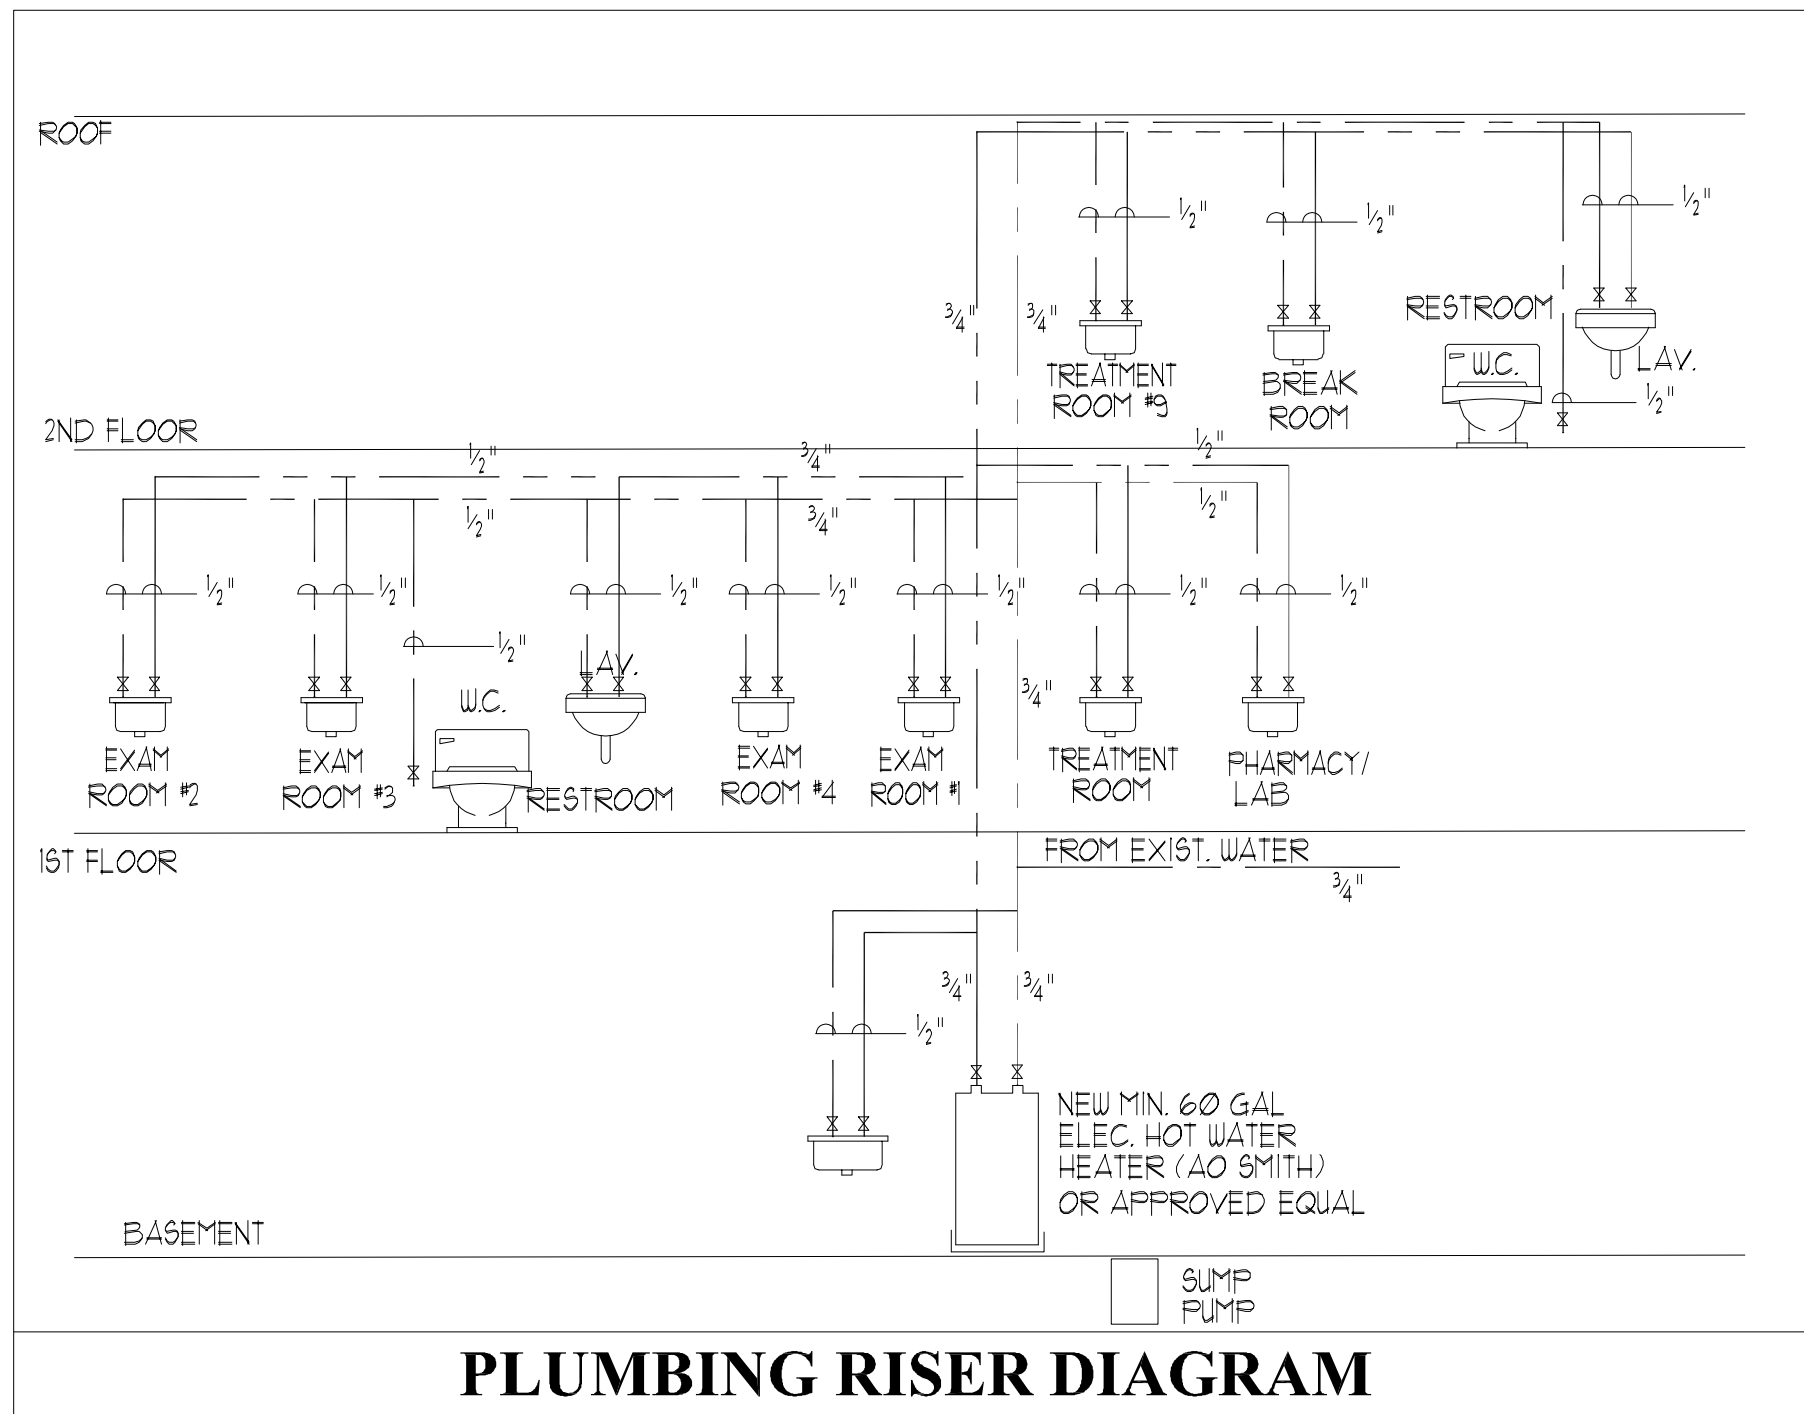 ROOF
1/2"
1/2"
1/2"
3/4"
3/4"
RESTROOM
W.C.
LAV.
TREATMENT
ROOM #9
BREAK
ROOM
1/2"
2ND FLOOR
1/2"
3/4"
1/2"
1/2"
3/4"
1/2"
1/2"
1/2"
1/2"
1/2"
1/2"
1/2"
1/2"
1/2"
LAV.
W.C.
3/4"
EXAM
ROOM #2
EXAM
ROOM #3
RESTROOM
EXAM
ROOM #4
EXAM
ROOM #1
TREATMENT
ROOM
PHARMACY/
LAB
1ST FLOOR
FROM EXIST. WATER
3/4"
3/4"
3/4"
1/2"
NEW MIN. 60 GAL
ELEC. HOT WATER
HEATER (AO SMITH)
OR APPROVED EQUAL
BASEMENT
SUMP
PUMP
PLUMBING RISER DIAGRAM